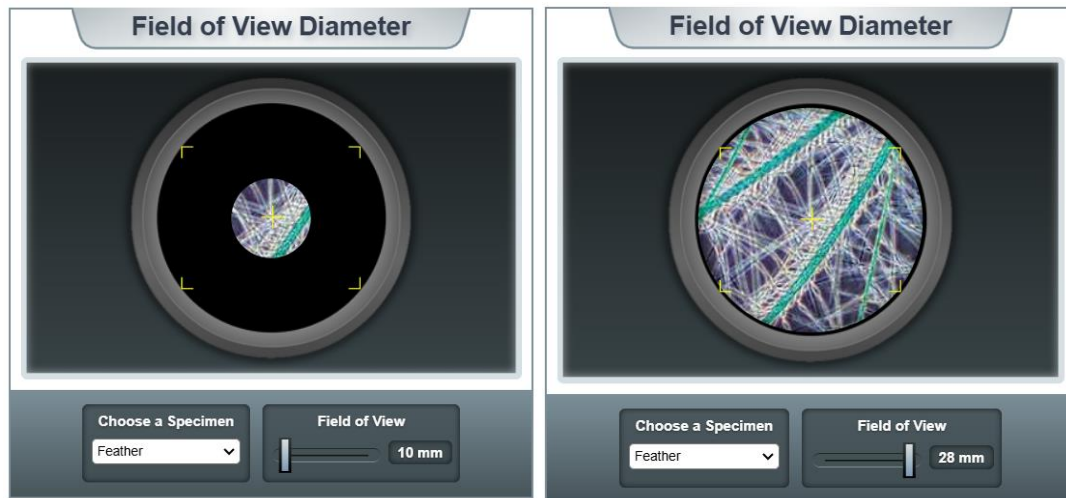 Field of View Diameter
Choose a Specimen
Feather
Field of View
10 mm
Field of View Diameter
Choose a Specimen
Feather
Field of View
28 mm